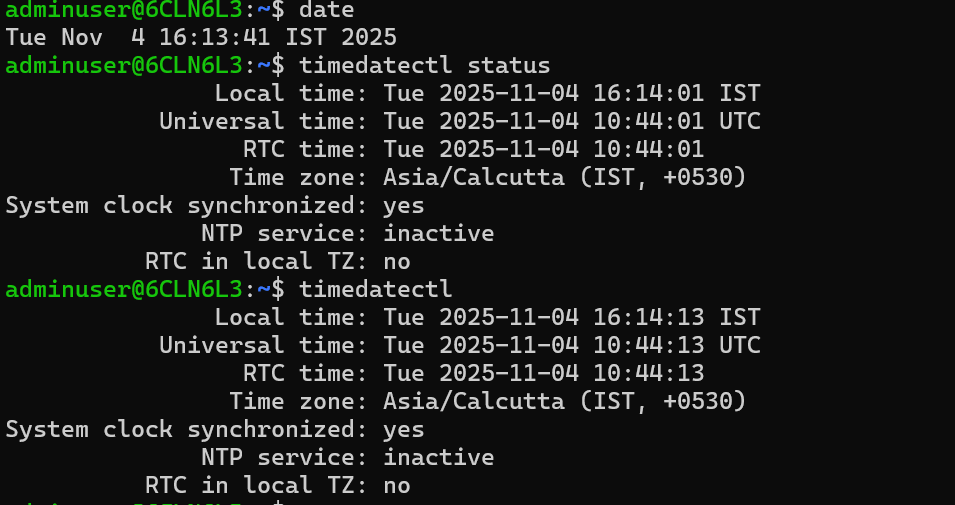 adminuser@6CLN6L3:~$ date
Tue Nov  4 16:13:41 IST 2025
adminuser@6CLN6L3:~$ timedatectl status
               Local time: Tue 2025-11-04 16:14:01 IST
           Universal time: Tue 2025-11-04 10:44:01 UTC
                 RTC time: Tue 2025-11-04 10:44:01
                Time zone: Asia/Calcutta (IST, +0530)
System clock synchronized: yes
              NTP service: inactive
          RTC in local TZ: no
adminuser@6CLN6L3:~$ timedatectl
               Local time: Tue 2025-11-04 16:14:13 IST
           Universal time: Tue 2025-11-04 10:44:13 UTC
                 RTC time: Tue 2025-11-04 10:44:13
                Time zone: Asia/Calcutta (IST, +0530)
System clock synchronized: yes
              NTP service: inactive
          RTC in local TZ: no